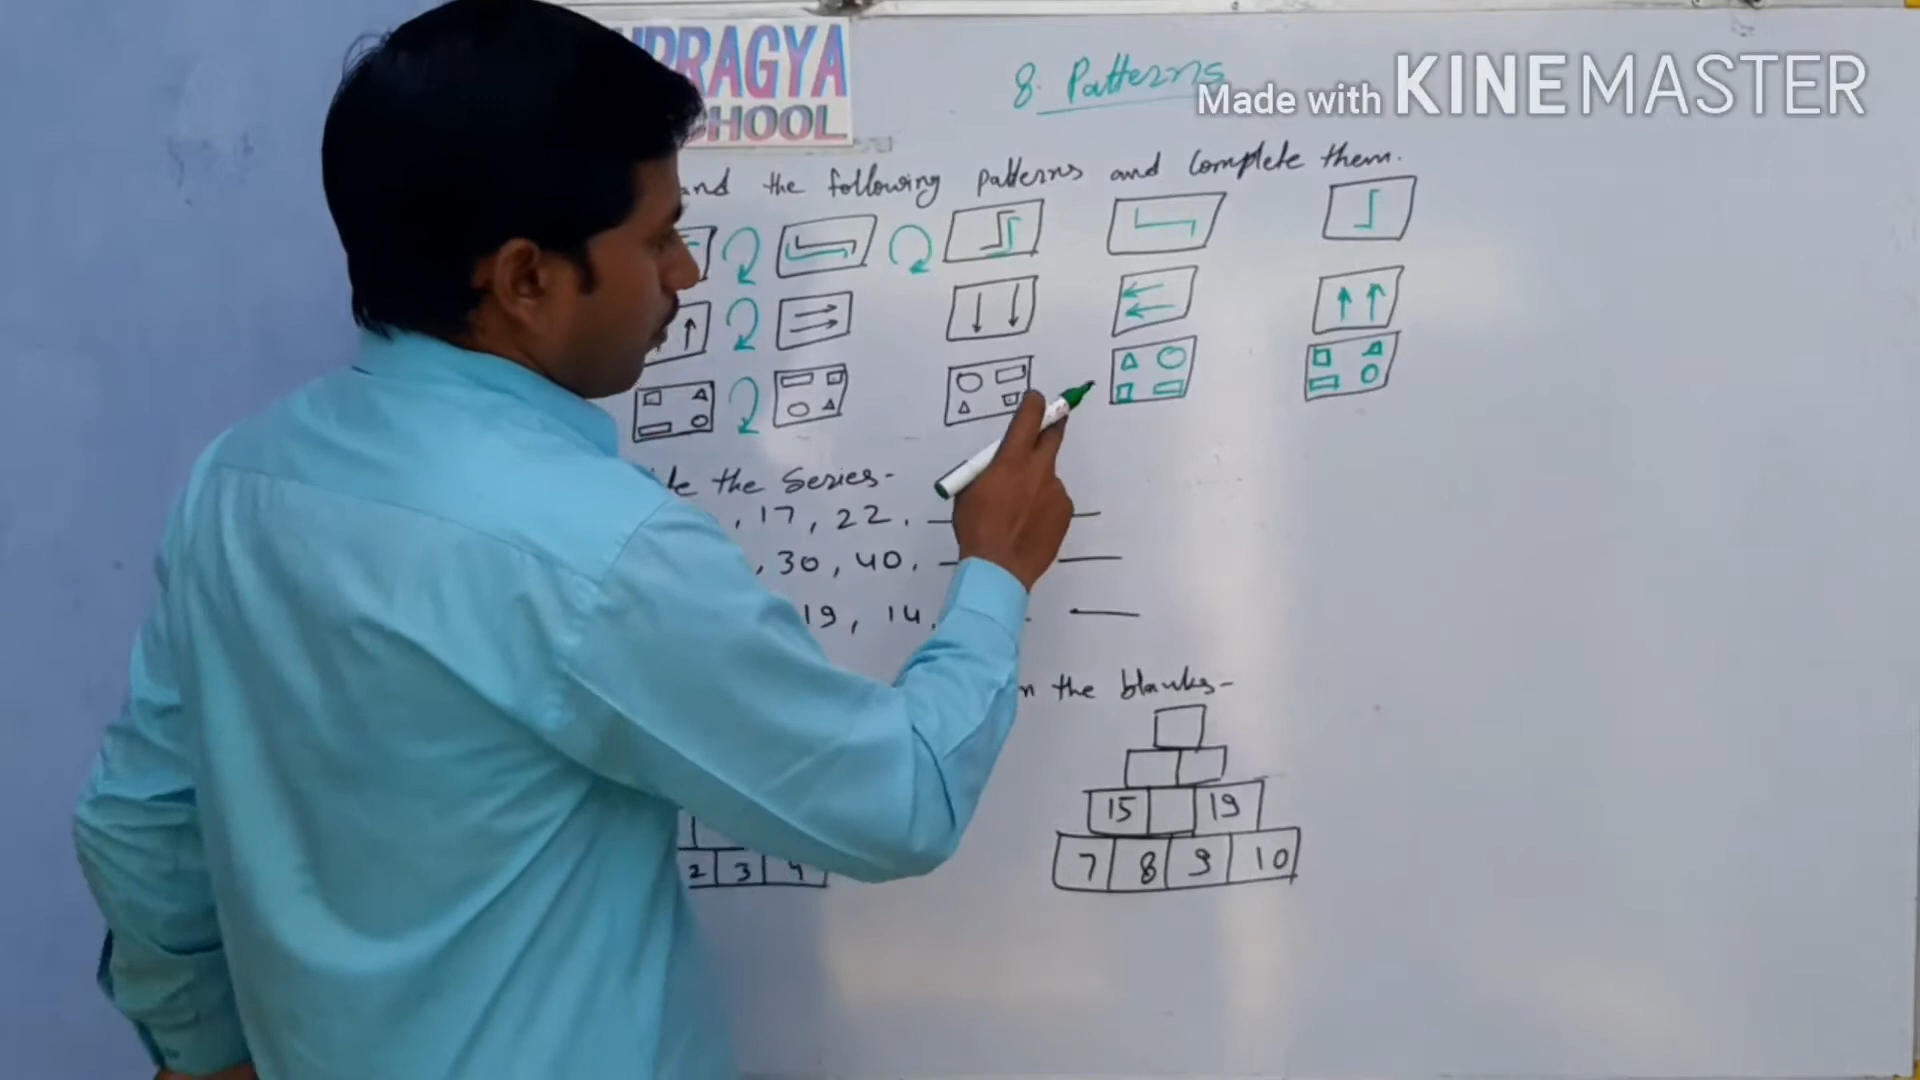 PRAGYA
HOOL
8. Patterns
Made with KINEMASTER
and the following patterns and complete them.
the Series-
, 17, 22.
, 30, 40.
19, 14.
the blanks-
15 19
2 3 4
7 8 9 10